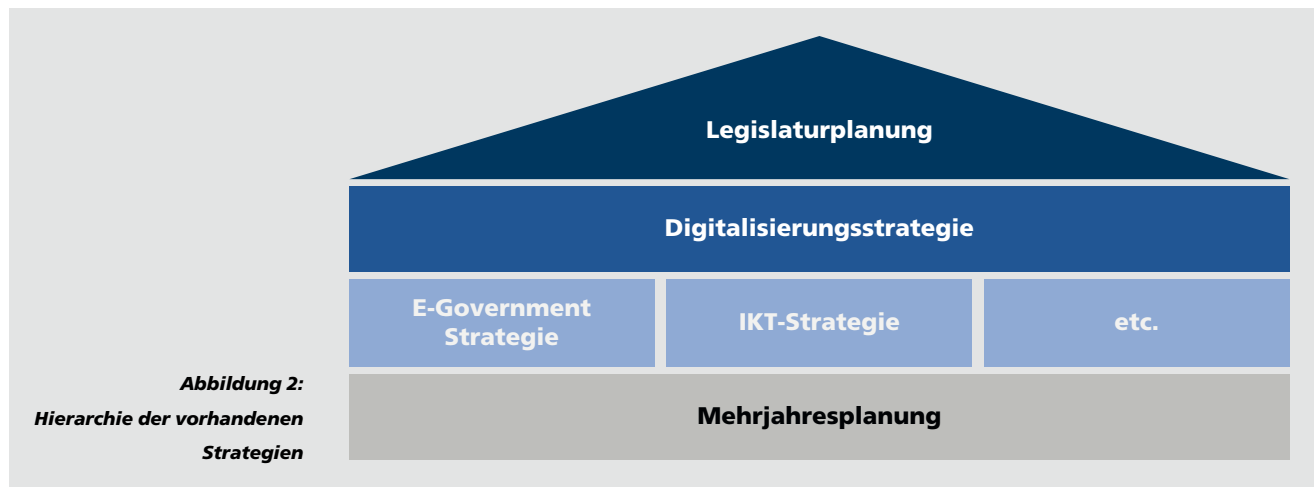 Legislaturplanung
Digitalisierungsstrategie
E-Government
Strategie
IKT-Strategie
etc.
Mehrjahresplanung
Abbildung 2:
Hierarchie der vorhandenen
Strategien